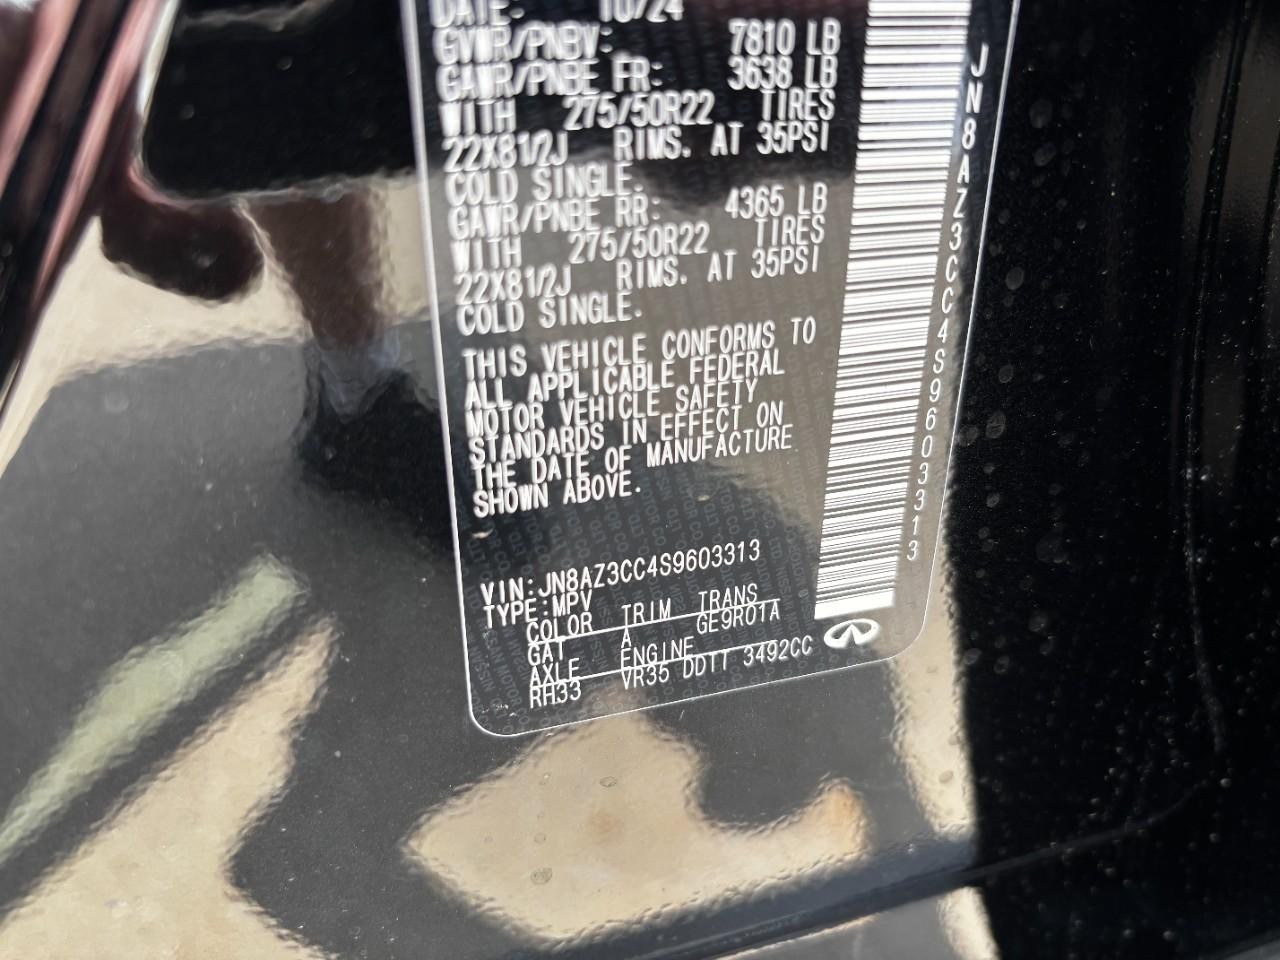 DATE: 10/24
GVWR/PNBV: 7810 LB
GAWR/PNBE FR: 3638 LB
WITH 275/50R22 TIRES
22X81/2J RIMS. AT 35PSI
COLD SINGLE.
GAWR/PNBE RR: 4365 LB
WITH 275/50R22 TIRES
22X81/2J RIMS. AT 35PSI
COLD SINGLE.
THIS VEHICLE CONFORMS TO
ALL APPLICABLE FEDERAL
MOTOR VEHICLE SAFETY
STANDARDS IN EFFECT ON
THE DATE OF MANUFACTURE
SHOWN ABOVE.
VIN:JN8AZ3CC4S9603313
TYPE:MPV
COLOR TRIM TRANS
GAT A GE9R01A
AXLE ENGINE
RH33 VR35 DDTT 3492CC
JN8AZ3CC4S9603313